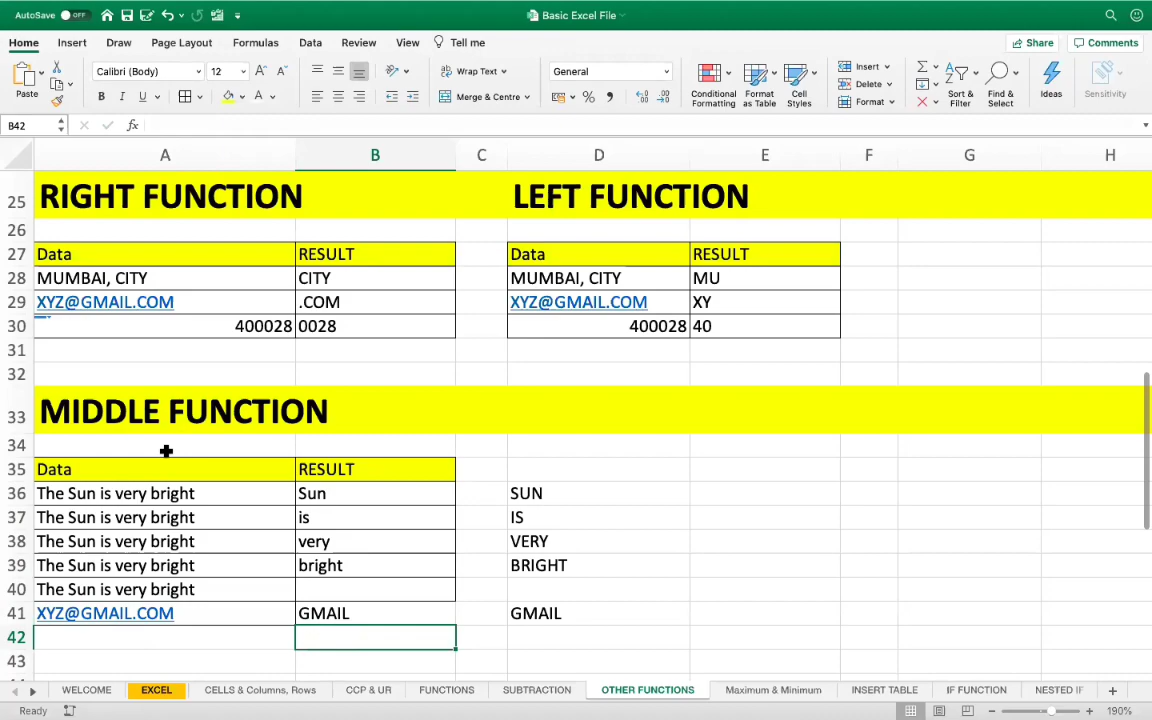 AutoSave OFF Basic Excel File
Home Insert Draw Page Layout Formulas Data Review View Tell me Share Comments
Paste Calibri (Body) 12 A A Wrap Text General Conditional Formatting Format as Table Cell Styles Insert Delete Format Sort & Filter Find & Select Ideas Sensitivity
B I U A Merge & Centre
B42 fx
A B C D E F G H
25 RIGHT FUNCTION LEFT FUNCTION
26
27 Data RESULT Data RESULT
28 MUMBAI, CITY CITY MUMBAI, CITY MU
29 XYZ@GMAIL.COM .COM XYZ@GMAIL.COM XY
30 400028 0028 400028 40
31
32
33 MIDDLE FUNCTION
34
35 Data RESULT
36 The Sun is very bright Sun SUN
37 The Sun is very bright is IS
38 The Sun is very bright very VERY
39 The Sun is very bright bright BRIGHT
40 The Sun is very bright
41 XYZ@GMAIL.COM GMAIL GMAIL
42
43
WELCOME EXCEL CELLS & Columns, Rows CCP & UR FUNCTIONS SUBTRACTION OTHER FUNCTIONS Maximum & Minimum INSERT TABLE IF FUNCTION NESTED IF
Ready 190%